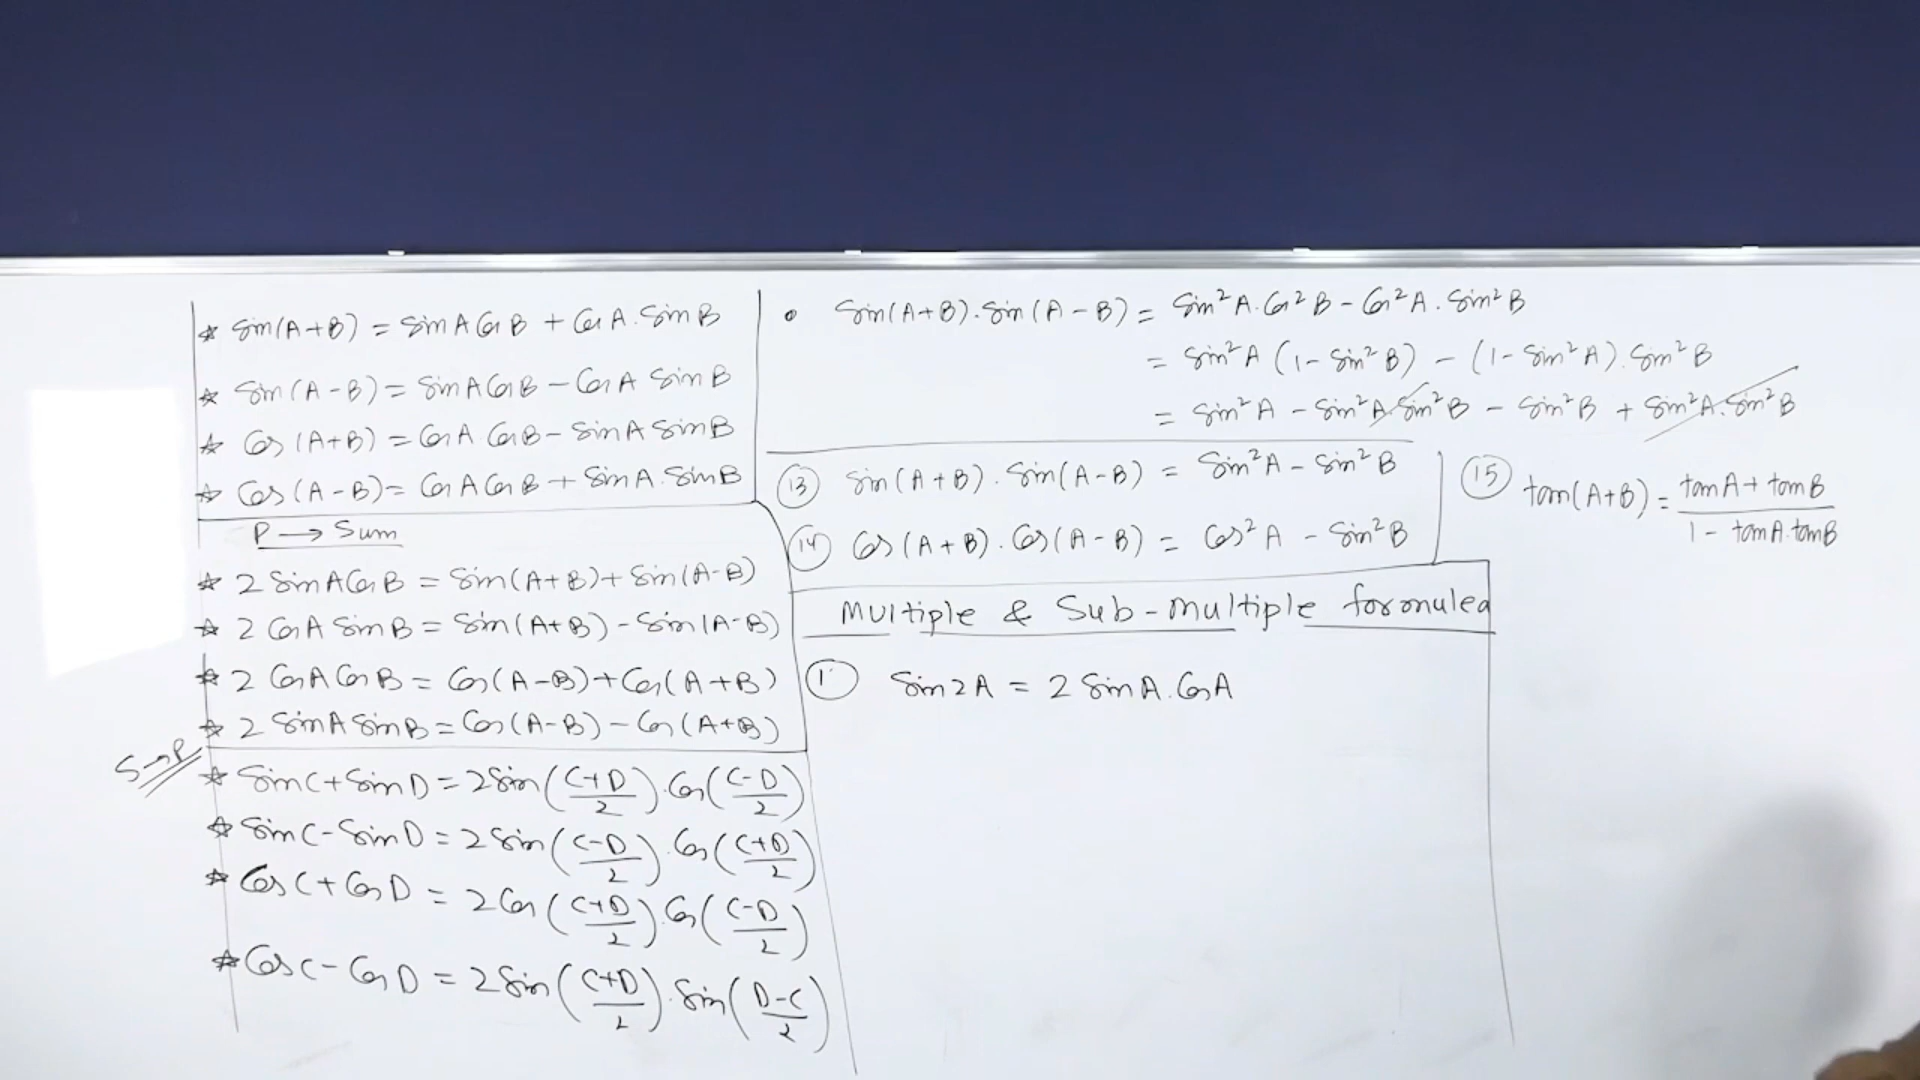 ☆ Sin(A+B) = SinA CosB + CosA.SinB
☆ Sin(A-B) = SinA CosB - CosA SinB
☆ Cos(A+B) = CosA CosB - SinA SinB
☆ Cos(A-B) = CosA CosB + SinA.SinB
P → Sum
☆ 2 SinA CosB = Sin(A+B) + Sin(A-B)
☆ 2 CosA SinB = Sin(A+B) - Sin(A-B)
☆ 2 CosA CosB = Cos(A-B) + Cos(A+B)
☆ 2 SinA SinB = Cos(A-B) - Cos(A+B)
S→P
☆ SinC + SinD = 2Sin((C+D)/2).Cos((C-D)/2)
☆ SinC - SinD = 2Sin((C-D)/2).Cos((C+D)/2)
☆ CosC + CosD = 2Cos((C+D)/2).Cos((C-D)/2)
☆ CosC - CosD = 2Sin((C+D)/2).Sin((D-C)/2)
• Sin(A+B).Sin(A-B) = Sin²A.Cos²B - Cos²A.Sin²B
= Sin²A (1-Sin²B) - (1-Sin²A).Sin²B
= Sin²A - Sin²A.Sin²B - Sin²B + Sin²A.Sin²B
13 Sin(A+B).Sin(A-B) = Sin²A - Sin²B
14 Cos(A+B).Cos(A-B) = Cos²A - Sin²B
15 tan(A+B) = (tanA + tanB)/(1 - tanA.tanB)
Multiple & Sub-multiple formulea
1 Sin2A = 2 SinA.CosA